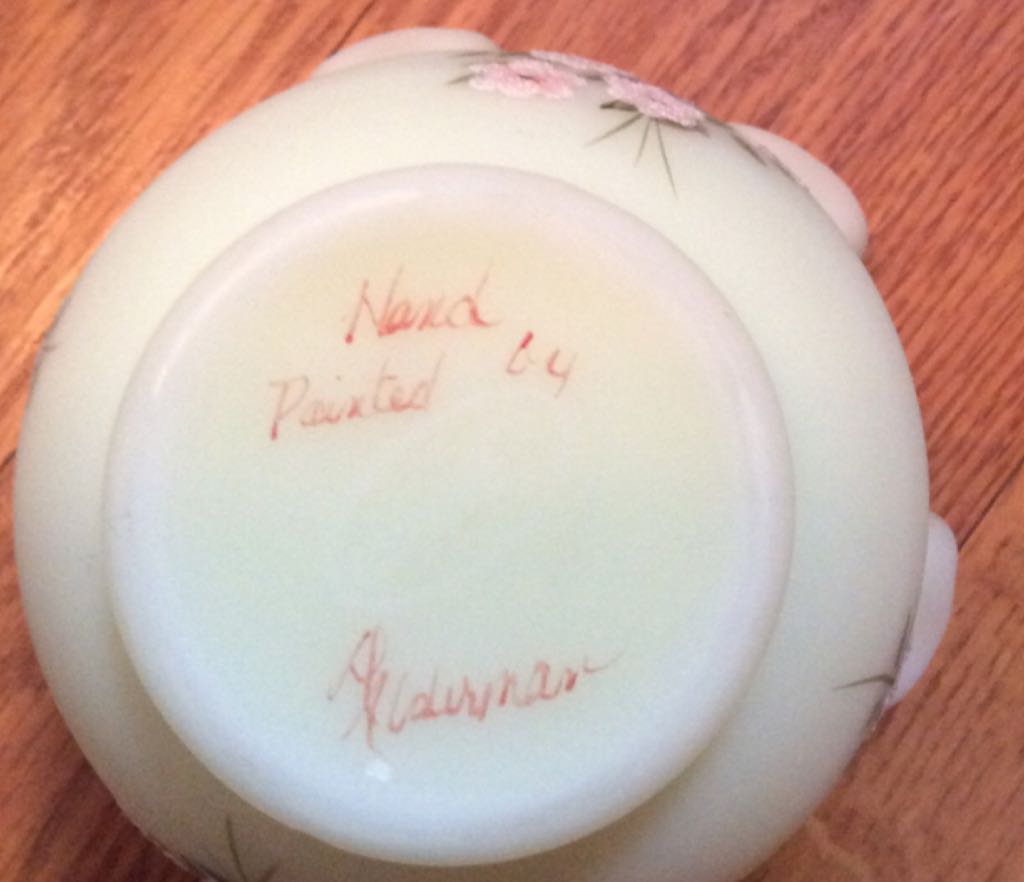 Hand
Painted by
Alderman